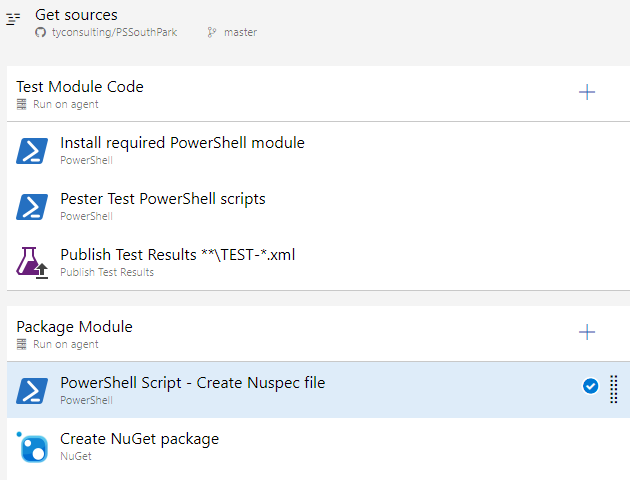 Get sources
tyconsulting/PSSouthPark master
Test Module Code
Run on agent
Install required PowerShell module
PowerShell
Pester Test PowerShell scripts
PowerShell
Publish Test Results **\TEST-*.xml
Publish Test Results
Package Module
Run on agent
PowerShell Script - Create Nuspec file
PowerShell
Create NuGet package
NuGet